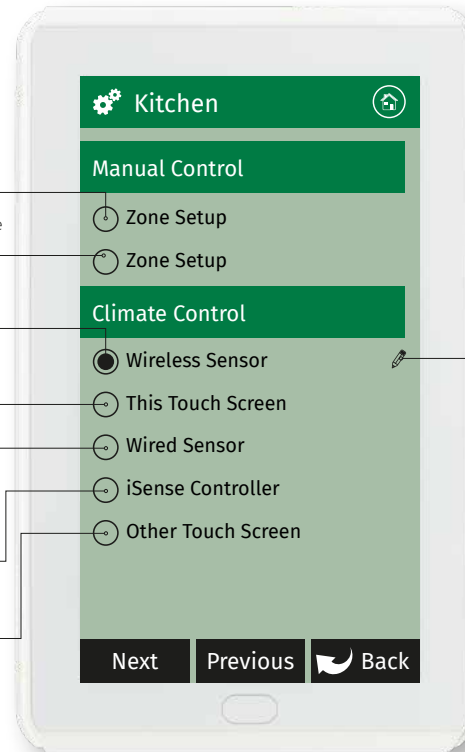 Kitchen
Manual Control
Zone Setup
Zone Setup
Climate Control
Wireless Sensor
This Touch Screen
Wired Sensor
iSense Controller
Other Touch Screen
Next Previous Back